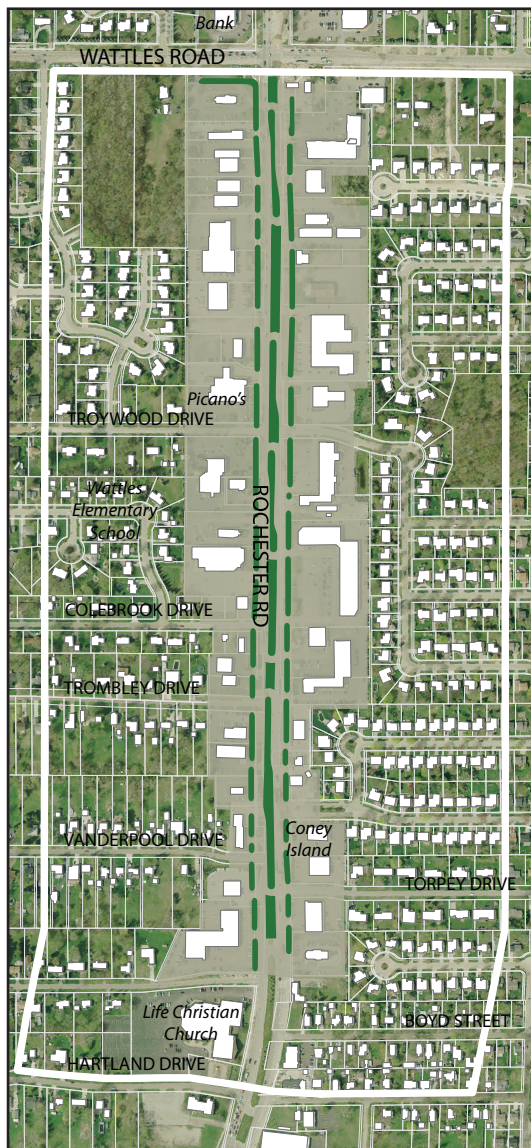 Bank
WATTLES ROAD
Picano's
TROYWOOD DRIVE
Wattles
Elementary
School
ROCHESTER RD
COLEBROOK DRIVE
TROMBLEY DRIVE
VANDERPOOL DRIVE
Coney
Island
TORPEY DRIVE
Life Christian
Church
BOYD STREET
HARTLAND DRIVE